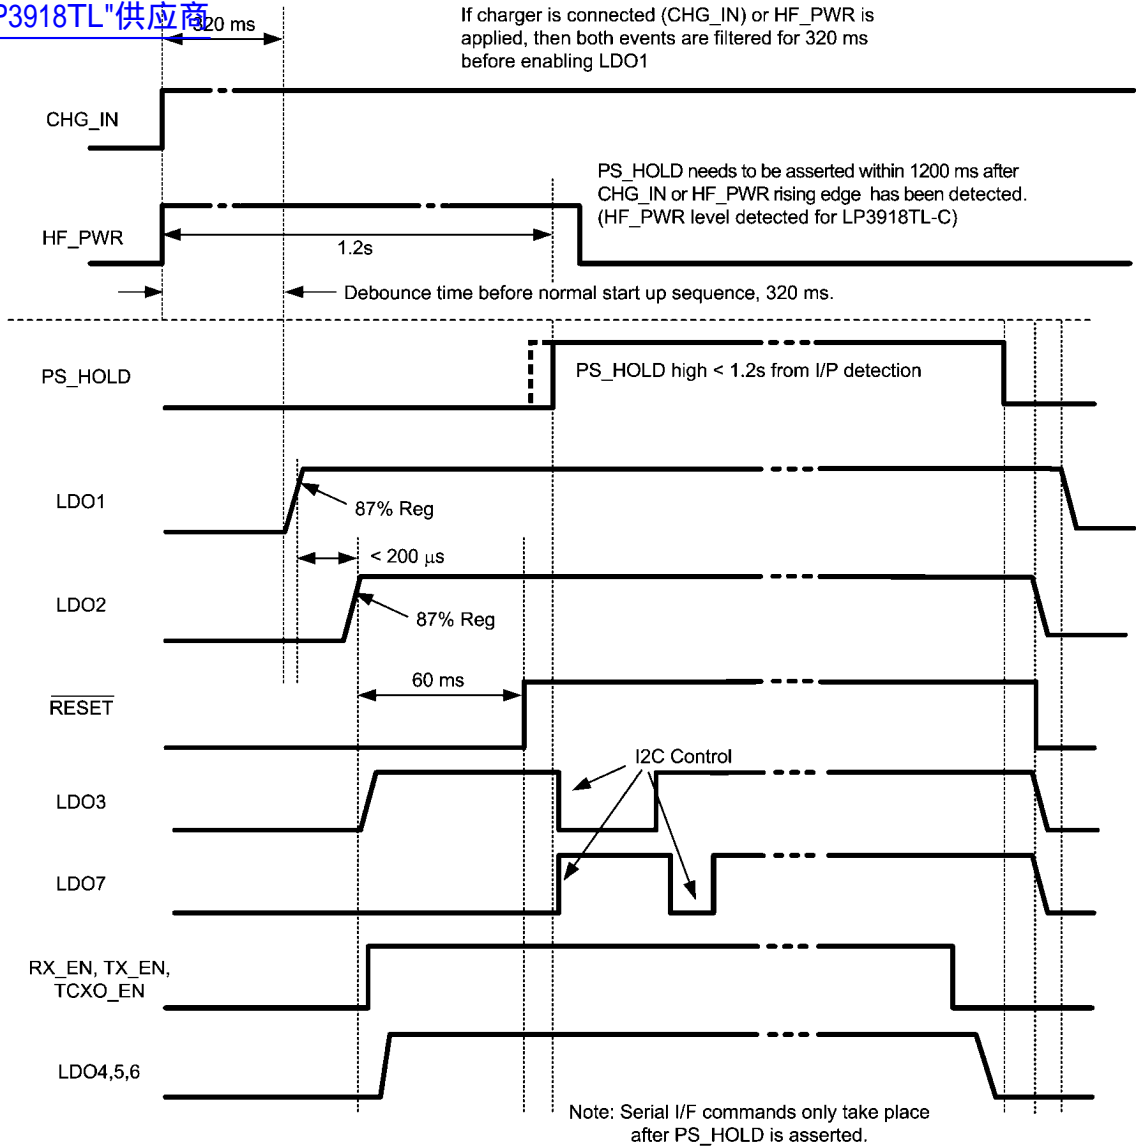 P3918TL"供应商
320 ms
If charger is connected (CHG_IN) or HF_PWR is
applied, then both events are filtered for 320 ms
before enabling LDO1
CHG_IN
PS_HOLD needs to be asserted within 1200 ms after
CHG_IN or HF_PWR rising edge has been detected.
(HF_PWR level detected for LP3918TL-C)
HF_PWR
1.2s
Debounce time before normal start up sequence, 320 ms.
PS_HOLD
PS_HOLD high < 1.2s from I/P detection
LDO1
87% Reg
< 200 μs
LDO2
87% Reg
60 ms
RESET
I2C Control
LDO3
LDO7
RX_EN, TX_EN,
TCXO_EN
LDO4,5,6
Note: Serial I/F commands only take place
after PS_HOLD is asserted.